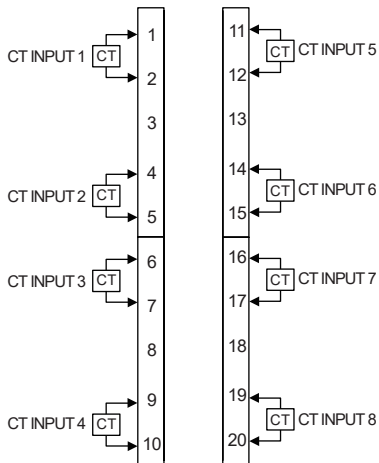 1
CT INPUT 1 CT
2
3
4
CT INPUT 2 CT
5
6
CT INPUT 3 CT
7
8
9
CT INPUT 4 CT
10
11
CT CT INPUT 5
12
13
14
CT CT INPUT 6
15
16
CT CT INPUT 7
17
18
19
CT CT INPUT 8
20